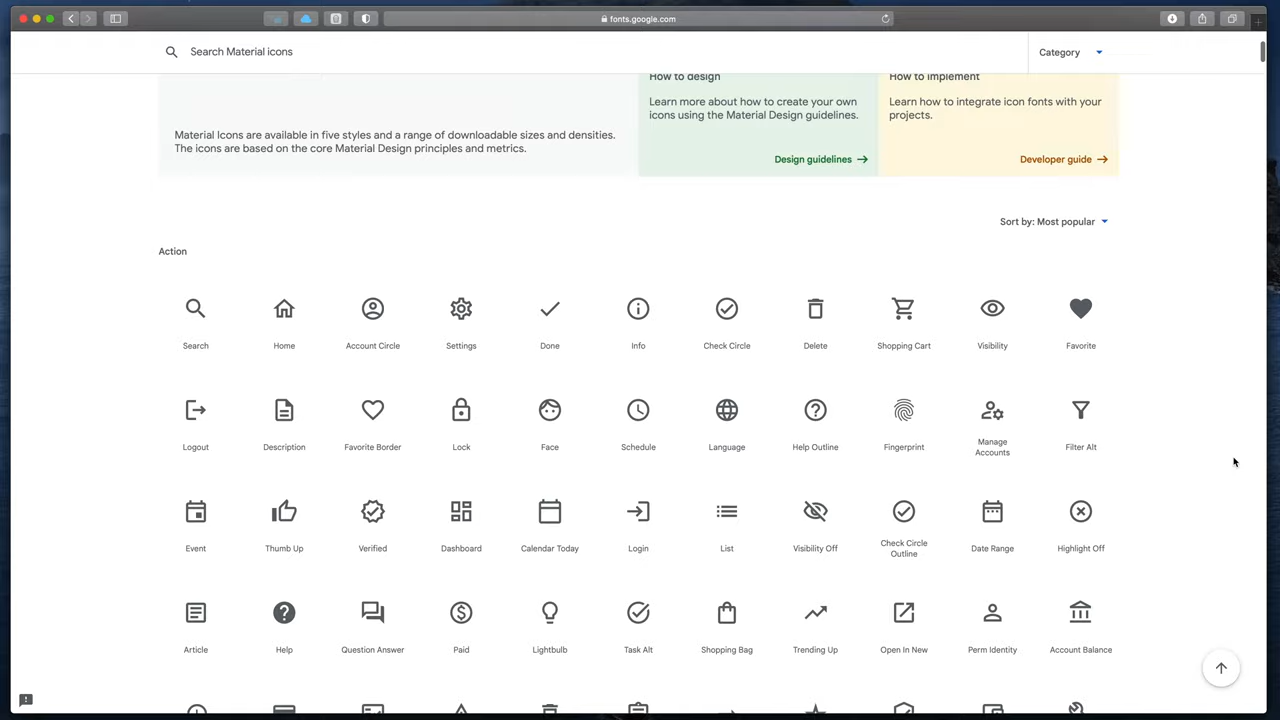 fonts.google.com
Search Material icons
Category
How to design
Learn more about how to create your own
icons using the Material Design guidelines.
Design guidelines
How to implement
Learn how to integrate icon fonts with your
projects.
Developer guide
Material Icons are available in five styles and a range of downloadable sizes and densities.
The icons are based on the core Material Design principles and metrics.
Sort by: Most popular
Action
Search
Home
Account Circle
Settings
Done
Info
Check Circle
Delete
Shopping Cart
Visibility
Favorite
Logout
Description
Favorite Border
Lock
Face
Schedule
Language
Help Outline
Fingerprint
Manage
Accounts
Filter Alt
Event
Thumb Up
Verified
Dashboard
Calendar Today
Login
List
Visibility Off
Check Circle
Outline
Date Range
Highlight Off
Article
Help
Question Answer
Paid
Lightbulb
Task Alt
Shopping Bag
Trending Up
Open In New
Perm Identity
Account Balance